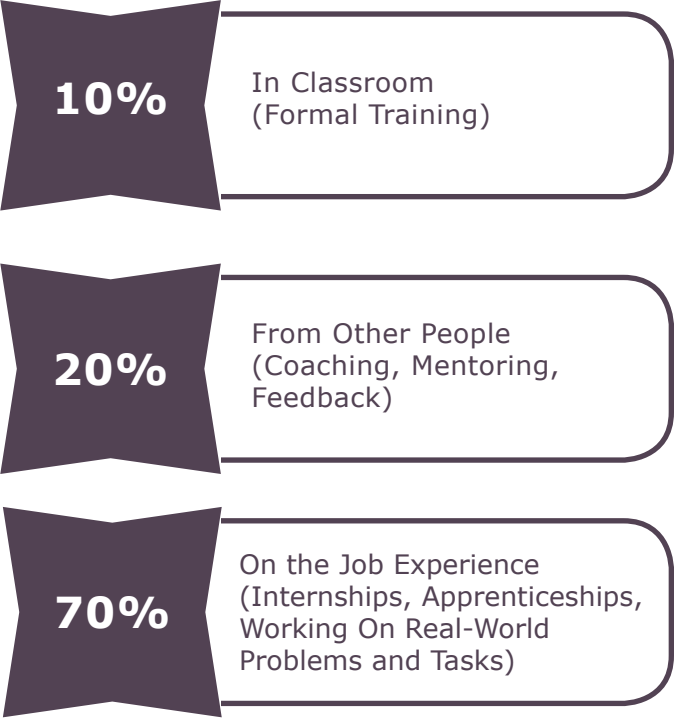 10%
In Classroom
(Formal Training)
20%
From Other People
(Coaching, Mentoring,
Feedback)
70%
On the Job Experience
(Internships, Apprenticeships,
Working On Real-World
Problems and Tasks)